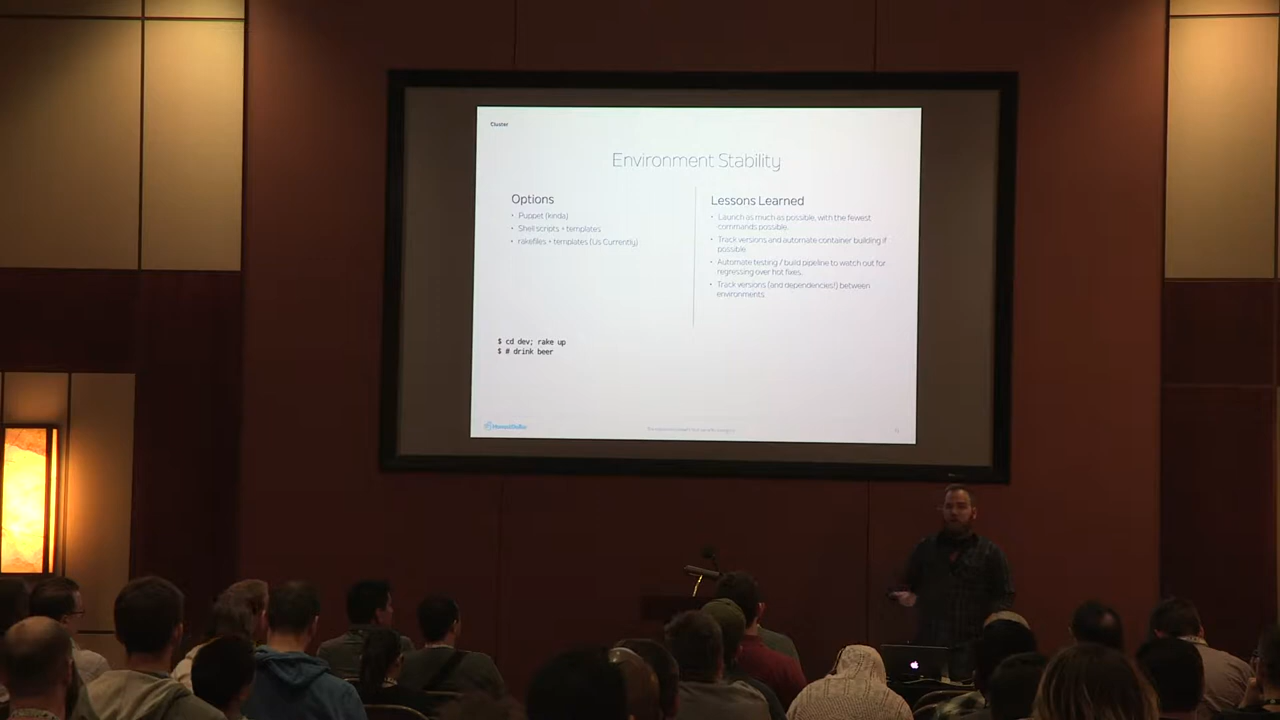 Cluster
Environment Stability
Options
• Puppet (kinda)
• Shell scripts + templates
• rakefiles + templates (Us Currently)
Lessons Learned
• Launch as much as possible, with the fewest
commands possible.
• Track versions and automate container building if
possible.
• Automate testing / build pipeline to watch out for
regressing over hot fixes.
• Track versions (and dependencies!) between
environments.
$ cd dev; rake up
$ # drink beer
HonestDollar